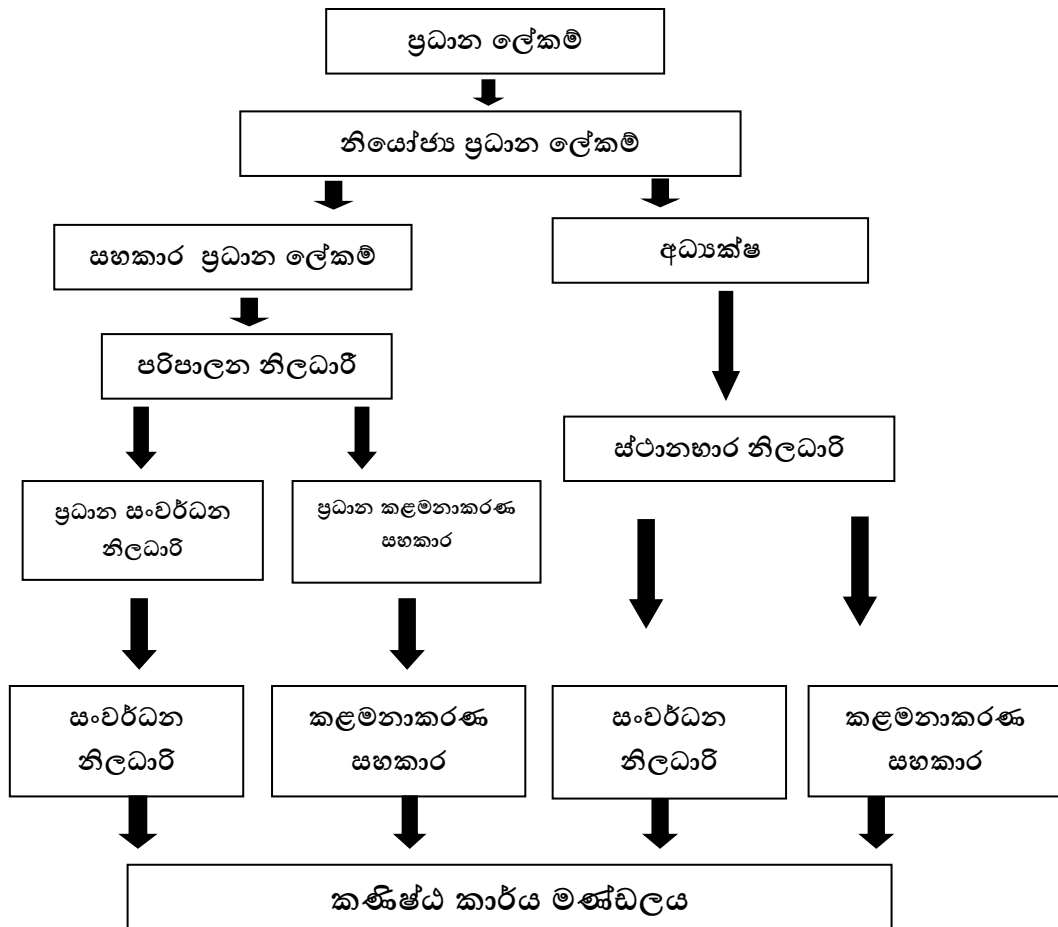 ප්‍රධාන ලේකම්
නියෝජ්‍ය ප්‍රධාන ලේකම්
සහකාර ප්‍රධාන ලේකම්
අධ්‍යක්ෂ
පරිපාලන නිලධාරී
ස්ථානභාර නිලධාරි
ප්‍රධාන සංවර්ධන
නිලධාරි
ප්‍රධාන කළමනාකරණ
සහකාර
සංවර්ධන
නිලධාරි
කළමනාකරණ
සහකාර
සංවර්ධන
නිලධාරි
කළමනාකරණ
සහකාර
කණිෂ්ඨ කාර්ය මණ්ඩලය